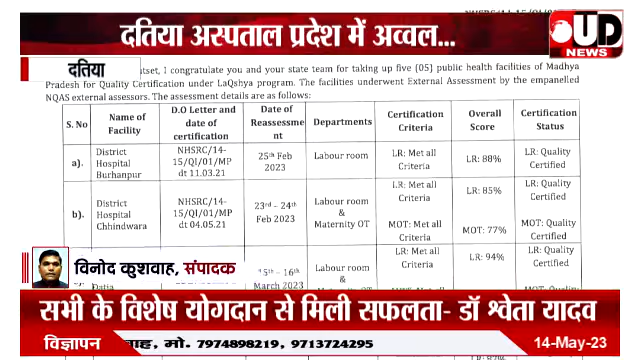 दतिया अस्पताल प्रदेश में अव्वल...
UD
NEWS
दतिया
tset, I congratulate you and your state team for taking up five (05) public health facilities of Madhya
Pradesh for Quality Certification under LaQshya program. The facilities underwent External Assessment by the empanelled
NQAS external assessors. The assessment details are as follows:
S. No Name of Facility D.O Letter and date of certification Date of Reassessme nt Departments Certification Criteria Overall Score Certification Status
a). District Hospital Burhanpur NHSRC/14-15/QI/01/MP dt 11.03.21 25th Feb 2023 Labour room LR: Met all Criteria LR: 88% LR: Quality Certified
b). District Hospital Chhindwara NHSRC/14-15/QI/01/MP dt 04.05.21 23rd – 24th Feb 2023 Labour room & Maternity OT LR: Met all Criteria LR: 85% LR: Quality Certified
MOT: Met all Criteria MOT: 77% MOT: Quality Certified
Datia 15th – 16th March 2023 Labour room & LR: Met all Criteria LR: 94% LR: Quality Certified
विनोद कुशवाह, संपादक
सभी के विशेष योगदान से मिली सफलता- डॉ श्वेता यादव
विज्ञापन
वाह, मो. 7974898219, 9713724295
14-May-23